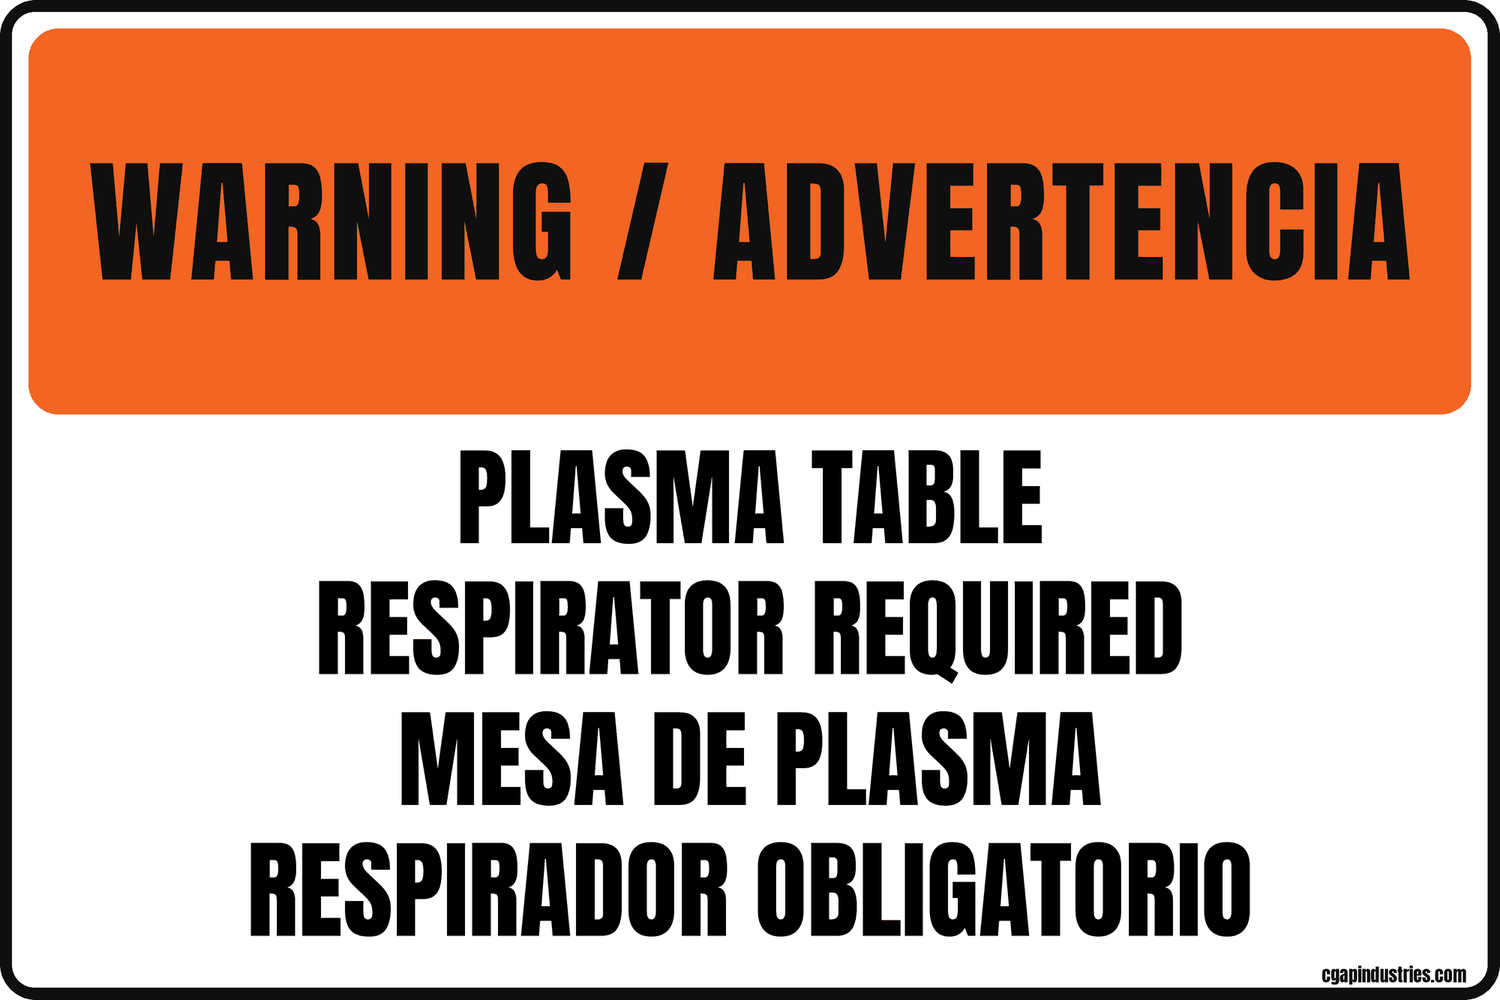 WARNING / ADVERTENCIA
PLASMA TABLE
RESPIRATOR REQUIRED
MESA DE PLASMA
RESPIRADOR OBLIGATORIO
cgapindustries.com